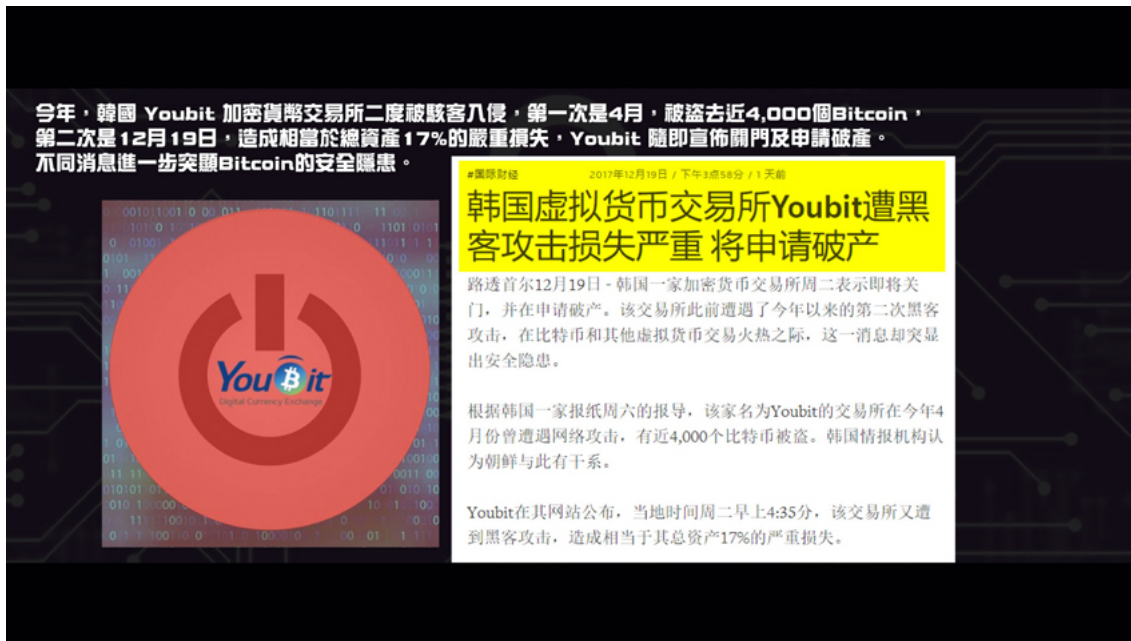 今年，韓國 Youbit 加密貨幣交易所二度被駭客入侵，第一次是4月，被盜去近4,000個Bitcoin，
第二次是12月19日，造成相當於總資產17%的嚴重損失，Youbit 隨即宣佈關門及申請破產。
不同消息進一步突顯Bitcoin的安全隱患。
#国际财经 2017年12月19日 / 下午3点58分 / 1 天前
韩国虚拟货币交易所Youbit遭黑
客攻击损失严重 将申请破产
路透首尔12月19日 - 韩国一家加密货币交易所周二表示即将关
门，并在申请破产。该交易所此前遭遇了今年以来的第二次黑客
攻击，在比特币和其他虚拟货币交易火热之际，这一消息却突显
出安全隐患。
根据韩国一家报纸周六的报导，该家名为Youbit的交易所在今年4
月份曾遭遇网络攻击，有近4,000个比特币被盗。韩国情报机构认
为朝鲜与此有干系。
Youbit在其网站公布，当地时间周二早上4:35分，该交易所又遭
到黑客攻击，造成相当于其总资产17%的严重损失。
YouBit
Digital Currency Exchange